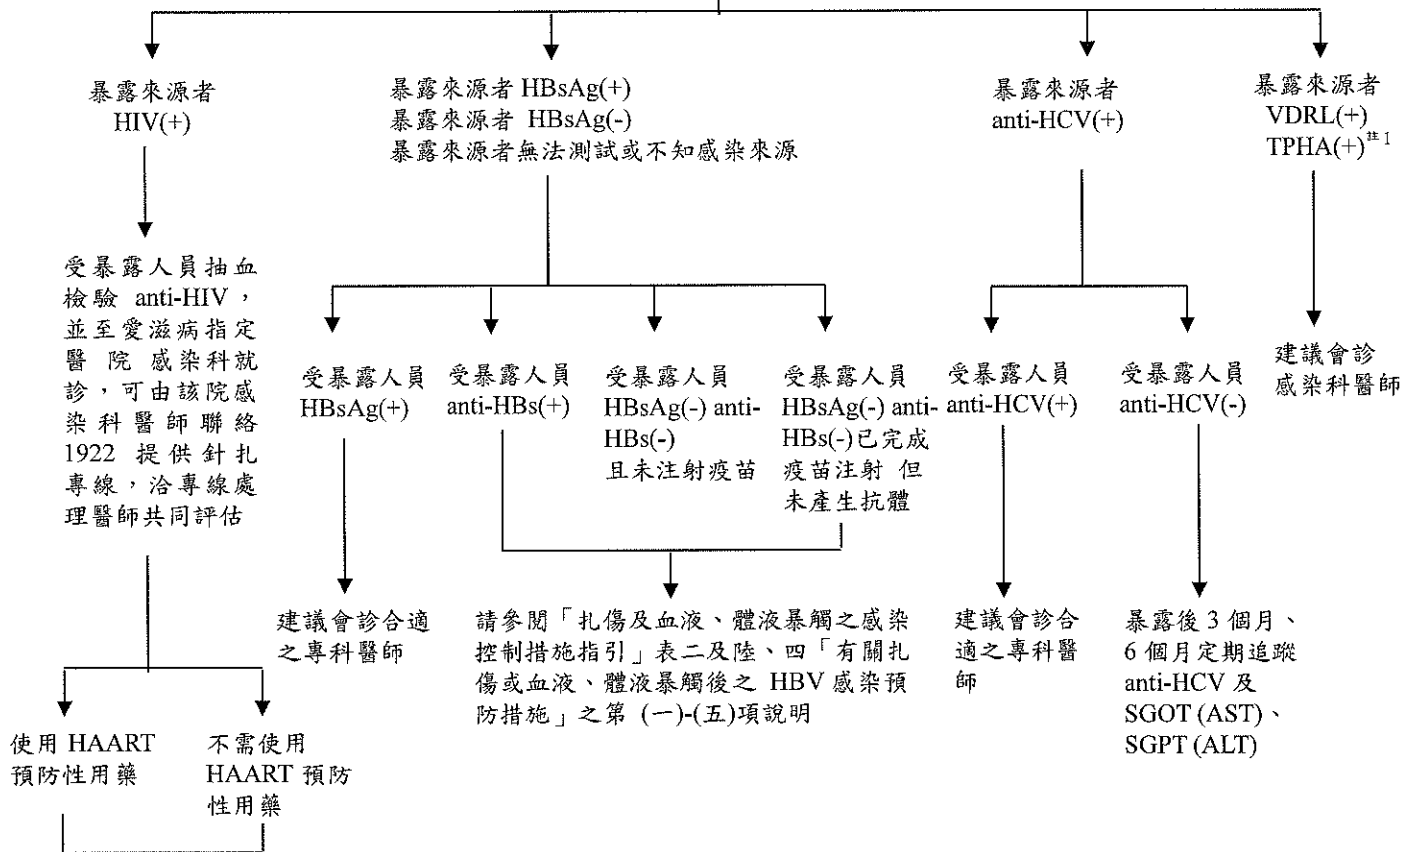 暴露來源者
HIV(+)
暴露來源者 HBsAg(+)
暴露來源者 HBsAg(-)
暴露來源者無法測試或不知感染來源
暴露來源者
anti-HCV(+)
暴露來源者
VDRL(+)
TPHA(+)註1
受暴露人員抽血
檢驗 anti-HIV，
並至愛滋病指定
醫院 感染科就
診，可由該院感
染科醫師聯絡
1922 提供針扎
專線，洽專線處
理醫師共同評估
受暴露人員
HBsAg(+)
受暴露人員
anti-HBs(+)
受暴露人員
HBsAg(-) anti-
HBs(-)
且未注射疫苗
受暴露人員
HBsAg(-) anti-
HBs(-)已完成
疫苗注射 但
未產生抗體
受暴露人員
anti-HCV(+)
受暴露人員
anti-HCV(-)
建議會診
感染科醫師
建議會診合適
之專科醫師
請參閱「扎傷及血液、體液暴觸之感染
控制措施指引」表二及陸、四「有關扎
傷或血液、體液暴觸後之 HBV 感染預
防措施」之第 (一)-(五)項說明
建議會診合
適之專科醫
師
暴露後 3 個月、
6 個月定期追蹤
anti-HCV 及
SGOT (AST)、
SGPT (ALT)
使用 HAART
預防性用藥
不需使用
HAART 預防
性用藥